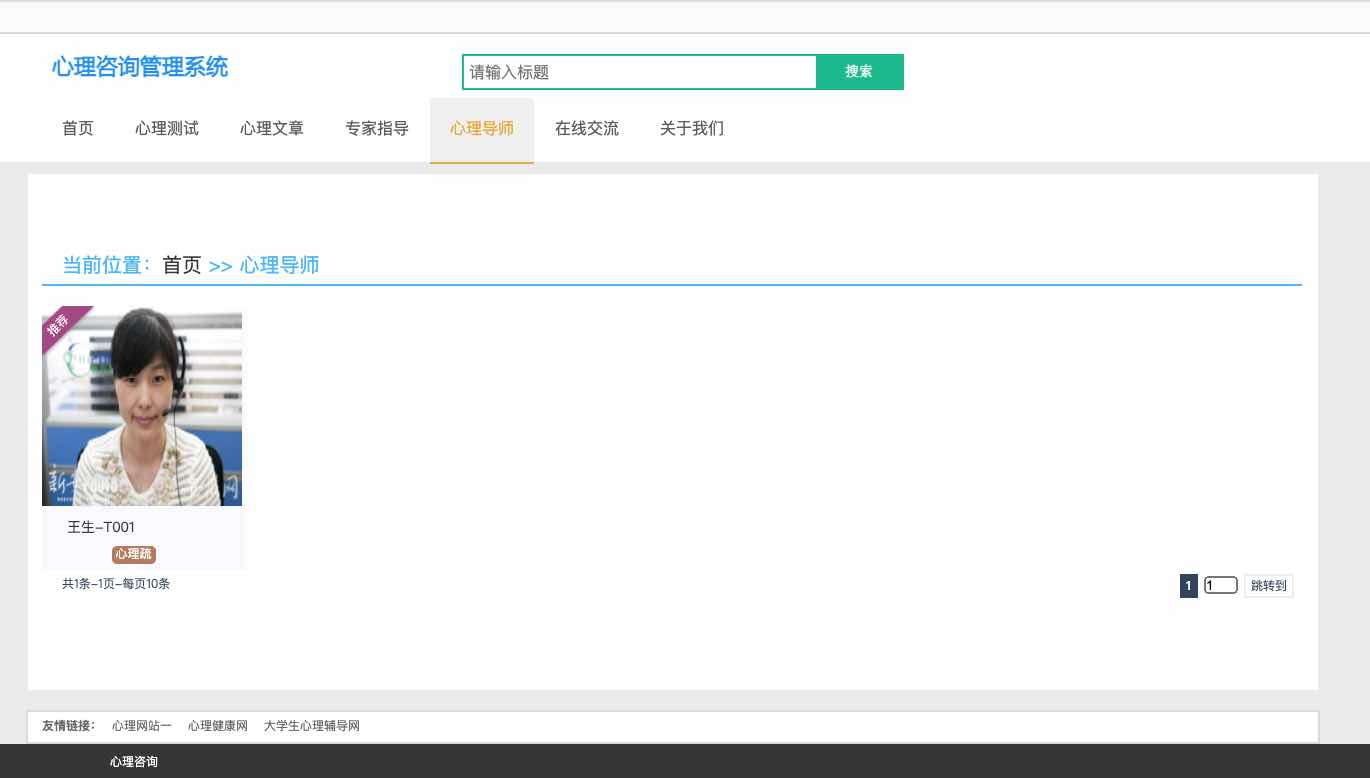 心理咨询管理系统
请输入标题 搜索
首页 心理测试 心理文章 专家指导 心理导师 在线交流 关于我们
当前位置：首页 >> 心理导师
推荐
王生-T001
心理疏
共1条-1页-每页10条 1 1 跳转到
友情链接： 心理网站一 心理健康网 大学生心理辅导网
心理咨询